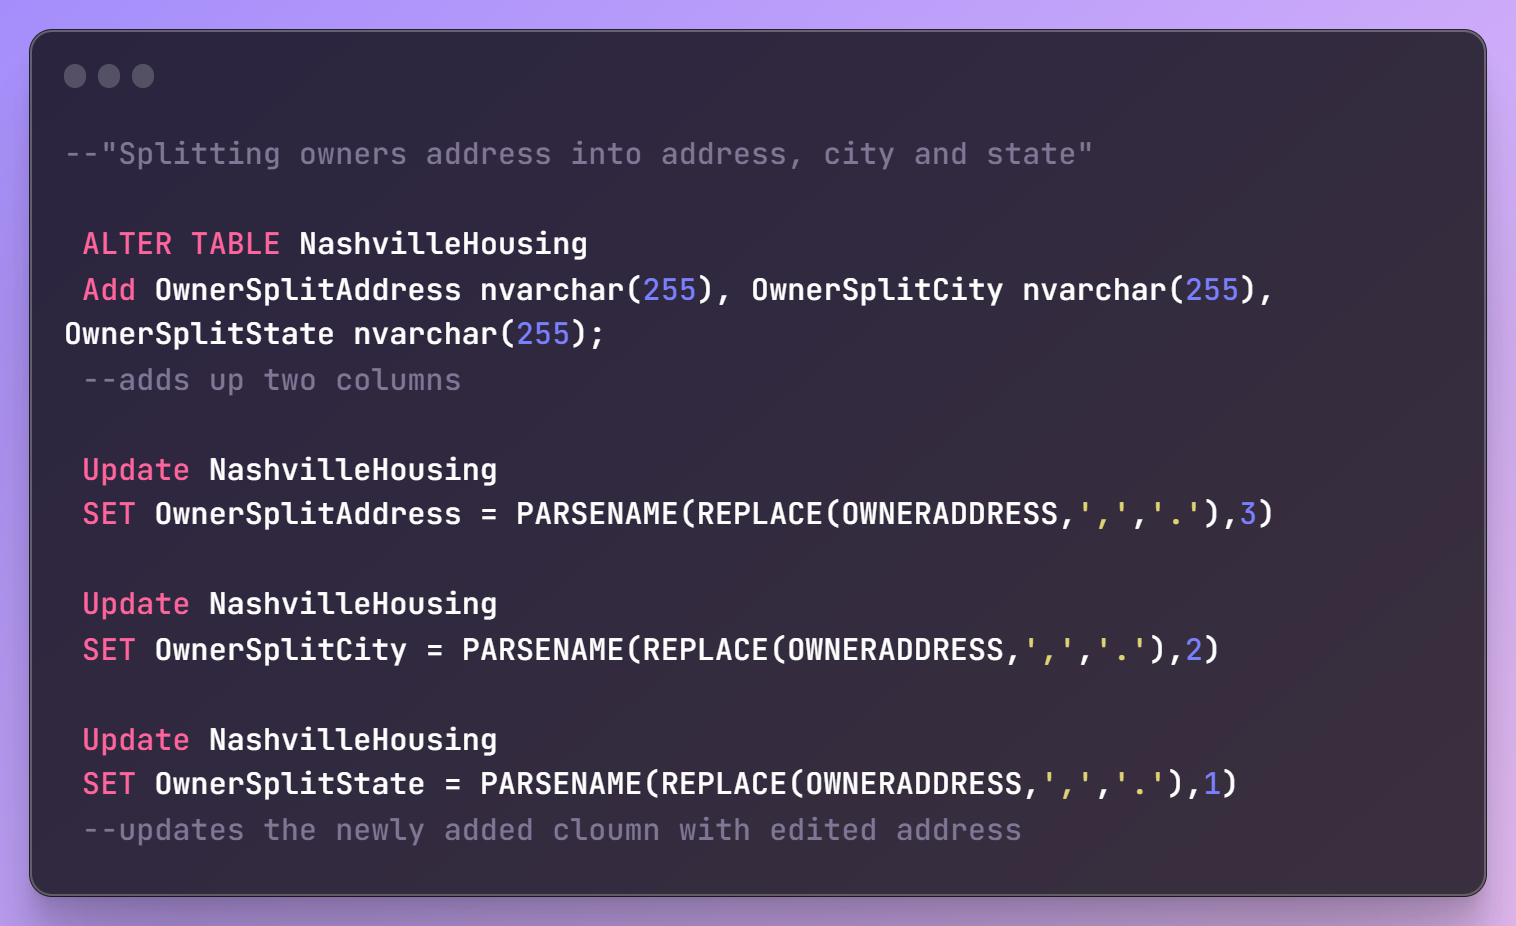 --"Splitting owners address into address, city and state"
ALTER TABLE NashvilleHousing
Add OwnerSplitAddress nvarchar(255), OwnerSplitCity nvarchar(255),
OwnerSplitState nvarchar(255);
--adds up two columns
Update NashvilleHousing
SET OwnerSplitAddress = PARSENAME(REPLACE(OWNERADDRESS,',','.'),3)
Update NashvilleHousing
SET OwnerSplitCity = PARSENAME(REPLACE(OWNERADDRESS,',','.'),2)
Update NashvilleHousing
SET OwnerSplitState = PARSENAME(REPLACE(OWNERADDRESS,',','.'),1)
--updates the newly added cloumn with edited address